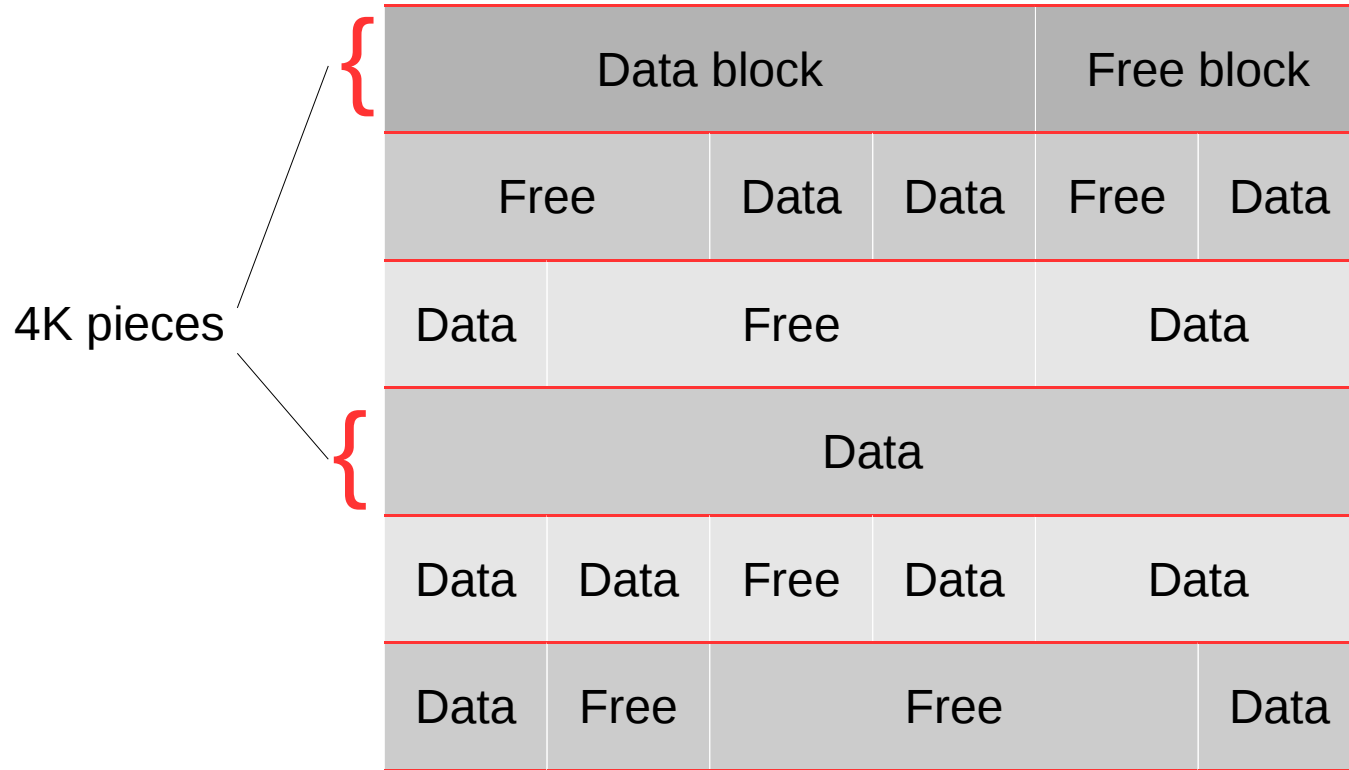 Data block Free block
Free Data Data Free Data
4K pieces
Data Free Data
Data
Data Data Free Data Data
Data Free Free Data